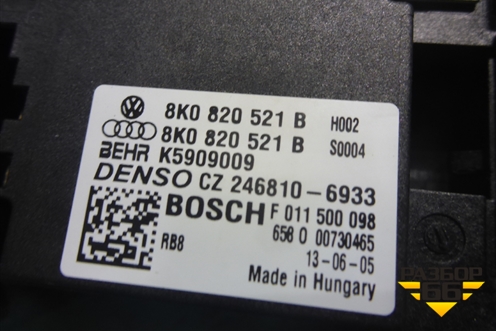 8K0 820 521 B H002
8K0 820 521 B S0004
BEHR K5909009
DENSO CZ 246810-6933
BOSCH F 011 500 098
658 0 00730465
RB8 13-06-05
Made in Hungary
РАЗБОР
66